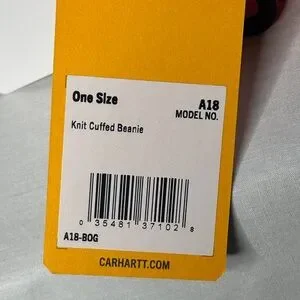 One Size A18
MODEL NO.
Knit Cuffed Beanie
0 35481 37102 8
A18-BOG
CARHARTT.COM